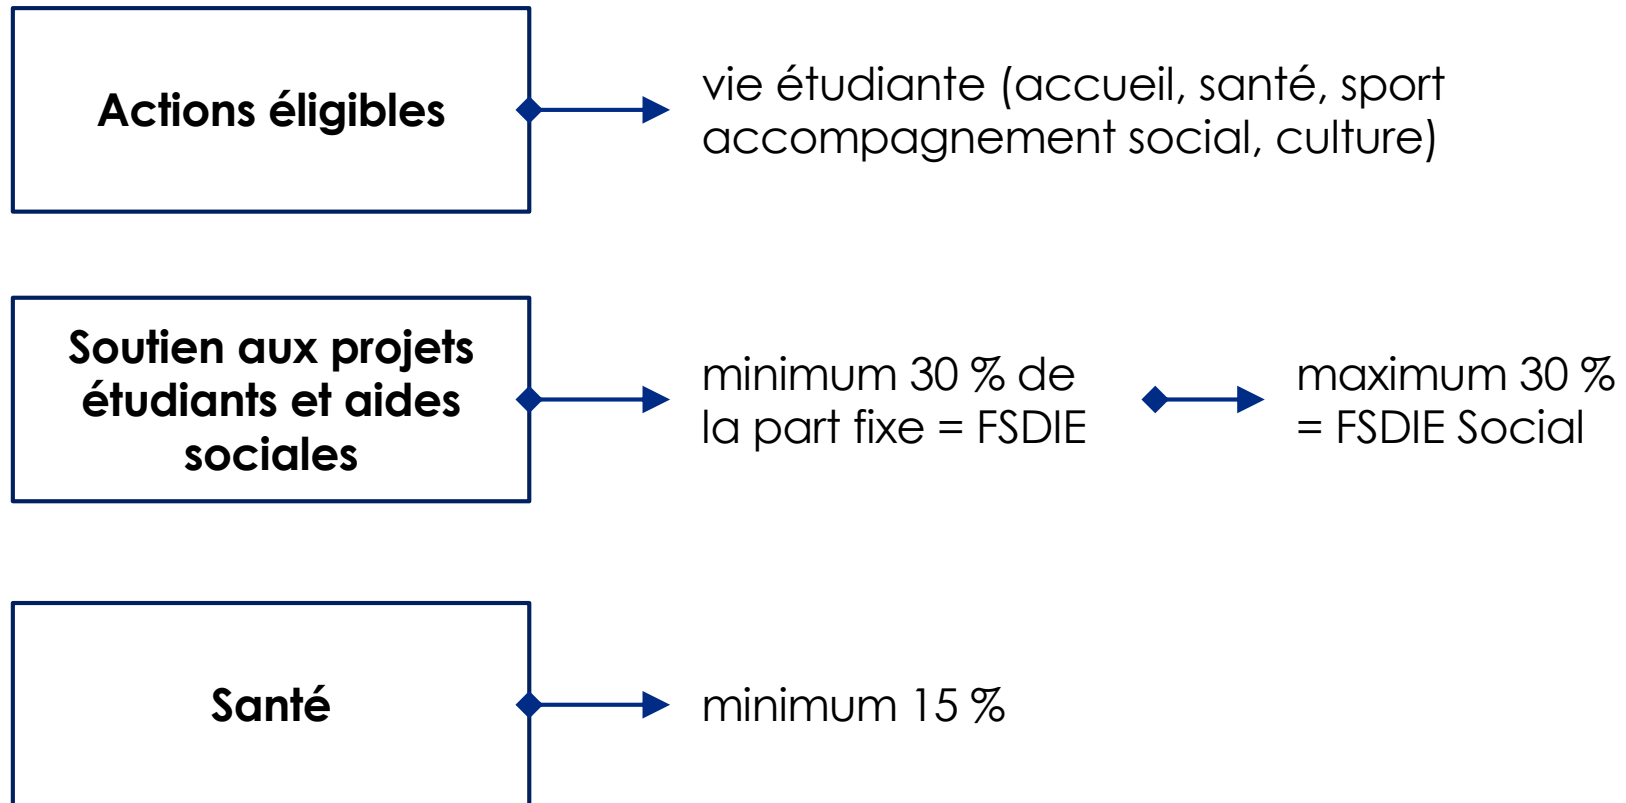 Actions éligibles
vie étudiante (accueil, santé, sport
accompagnement social, culture)
Soutien aux projets
étudiants et aides
sociales
minimum 30 % de
la part fixe = FSDIE
maximum 30 %
= FSDIE Social
Santé
minimum 15 %